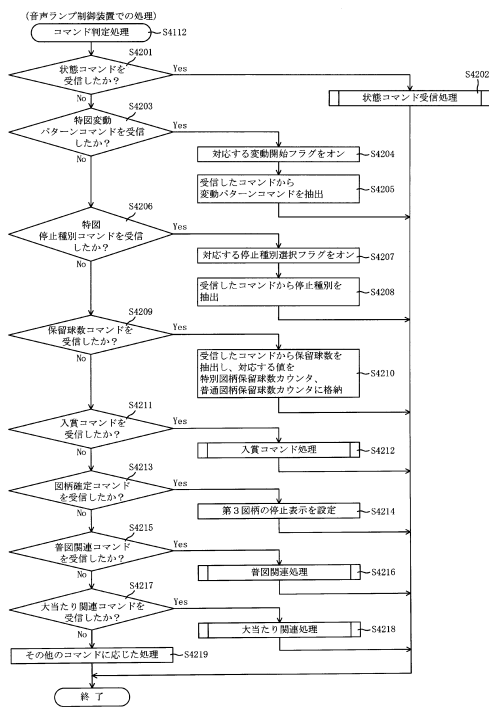 (音声ランプ制御装置での処理)
コマンド判定処理
S4112
S4201
状態コマンドを
受信したか？
Yes
No
S4202
状態コマンド受信処理
S4203
特図変動
パターンコマンドを受信
したか？
Yes
No
対応する変動開始フラグをオン
S4204
受信したコマンドから
変動パターンコマンドを抽出
S4205
S4206
特図
停止種別コマンドを受信
したか？
Yes
No
対応する停止種別選択フラグをオン
S4207
受信したコマンドから停止種別を
抽出
S4208
S4209
保留球数コマンドを
受信したか？
Yes
No
受信したコマンドから保留球数を
抽出し、対応する値を
特別図柄保留球数カウンタ、
普通図柄保留球数カウンタに格納
S4210
S4211
入賞コマンドを
受信したか？
Yes
No
入賞コマンド処理
S4212
S4213
図柄確定コマンド
を受信したか？
Yes
No
第３図柄の停止表示を設定
S4214
S4215
普図関連コマンド
を受信したか？
Yes
No
普図関連処理
S4216
S4217
大当たり関連コマンドを
受信したか？
Yes
No
大当たり関連処理
S4218
その他のコマンドに応じた処理
S4219
終了